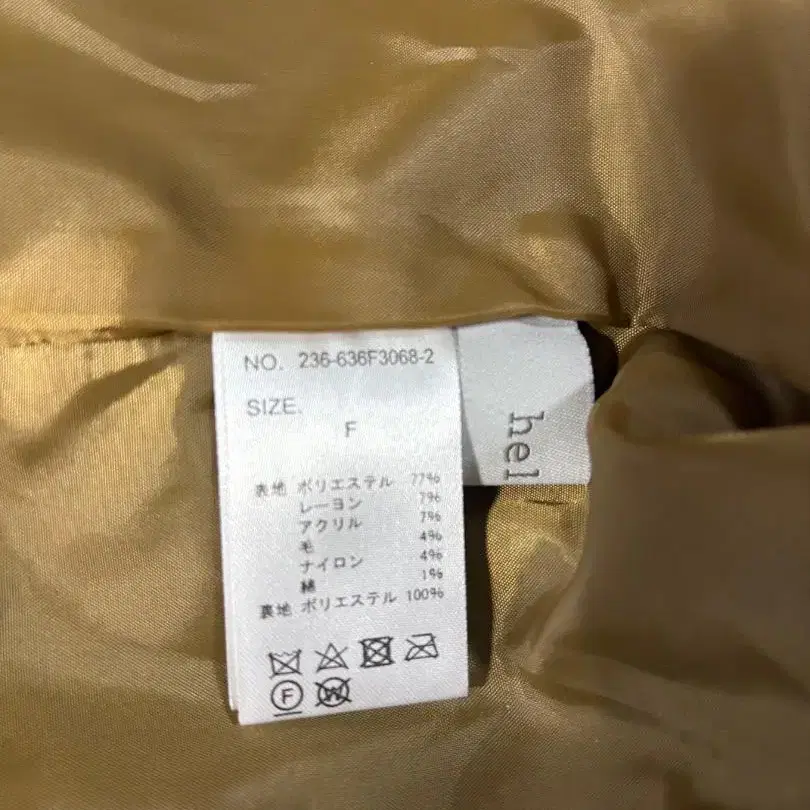 NO. 236-636F3068-2
SIZE.
F
表地 ポリエステル 77%
レーヨン 7%
アクリル 7%
毛 4%
ナイロン 4%
綿 1%
裏地 ポリエステル 100%
F
W
hel